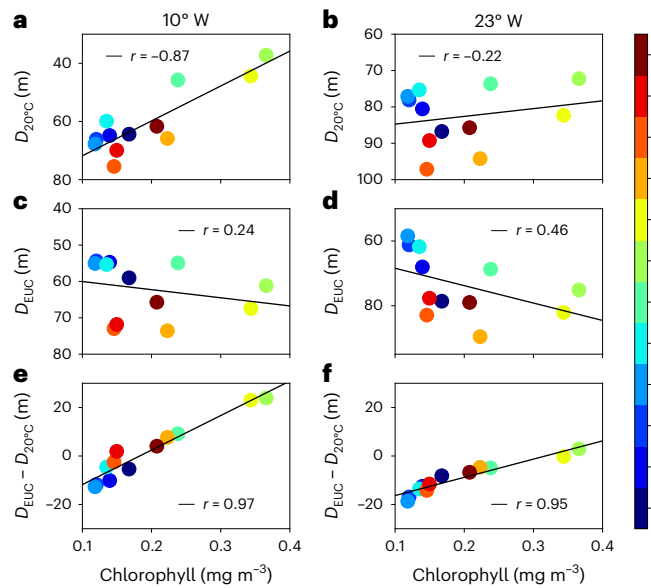 10° W
23° W
a
b
D20°C (m)
40
60
80
r = −0.87
D20°C (m)
60
70
80
90
100
r = −0.22
c
d
DEUC (m)
40
50
60
70
80
r = 0.24
DEUC (m)
60
80
r = 0.46
e
f
DEUC − D20°C (m)
20
0
−20
r = 0.97
0.1
0.2
0.3
0.4
Chlorophyll (mg m−3)
DEUC − D20°C (m)
20
0
−20
r = 0.95
0.1
0.2
0.3
0.4
Chlorophyll (mg m−3)